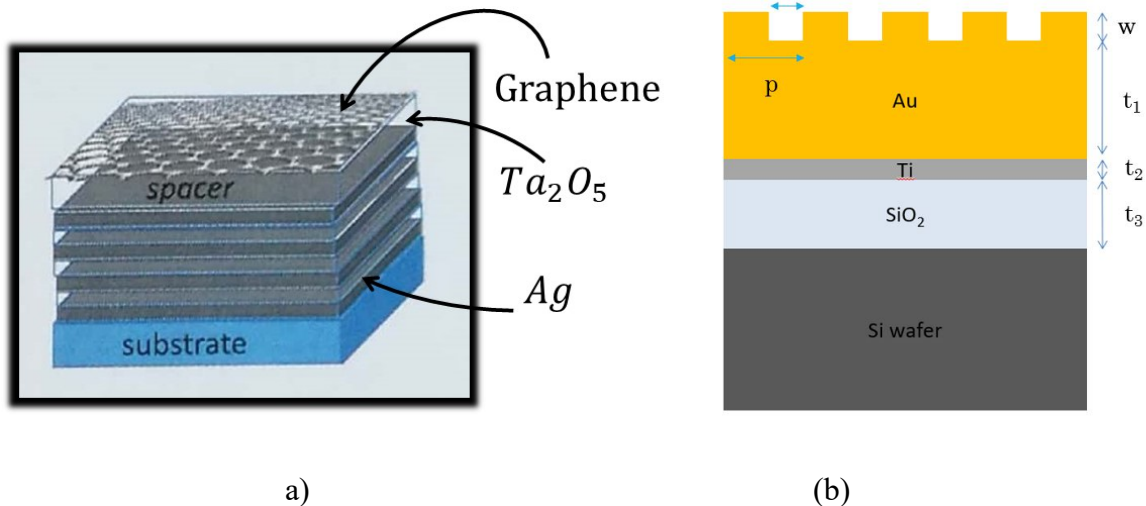 Graphene
Ta₂O₅
Ag
spacer
substrate
a)
w
p
Au
t₁
Ti
t₂
SiO₂
t₃
Si wafer
(b)